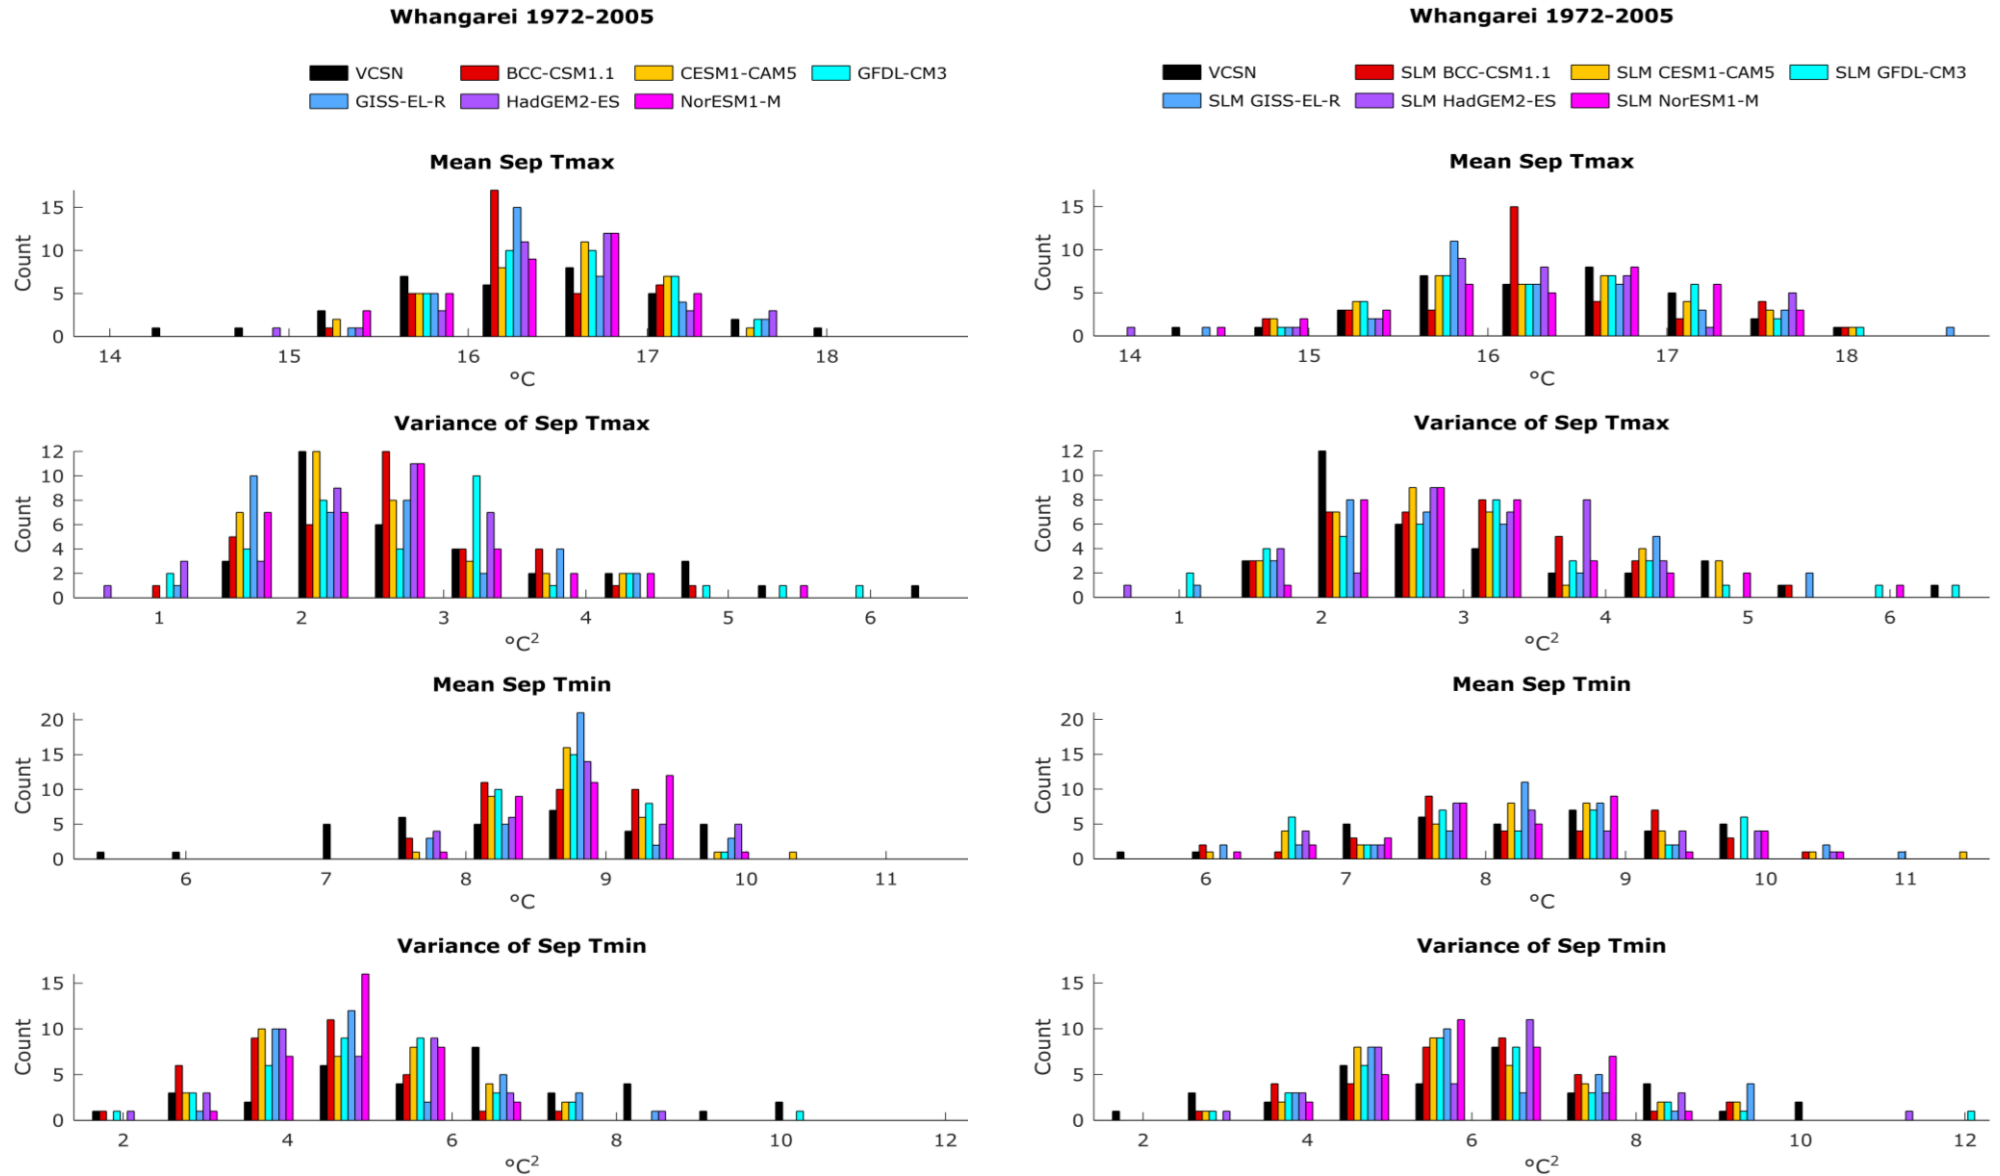 Whangarei 1972-2005
VCSN BCC-CSM1.1 CESM1-CAM5 GFDL-CM3
GISS-EL-R HadGEM2-ES NorESM1-M
Mean Sep Tmax
15
10
5
0
Count
14 15 16 17 18
°C
Variance of Sep Tmax
12
10
8
6
4
2
0
Count
1 2 3 4 5 6
°C²
Mean Sep Tmin
20
15
10
5
0
Count
6 7 8 9 10 11
°C
Variance of Sep Tmin
15
10
5
0
Count
2 4 6 8 10 12
°C²
Whangarei 1972-2005
VCSN SLM BCC-CSM1.1 SLM CESM1-CAM5 SLM GFDL-CM3
SLM GISS-EL-R SLM HadGEM2-ES SLM NorESM1-M
Mean Sep Tmax
15
10
5
0
Count
14 15 16 17 18
°C
Variance of Sep Tmax
12
10
8
6
4
2
0
Count
1 2 3 4 5 6
°C²
Mean Sep Tmin
20
15
10
5
0
Count
6 7 8 9 10 11
°C
Variance of Sep Tmin
15
10
5
0
Count
2 4 6 8 10 12
°C²